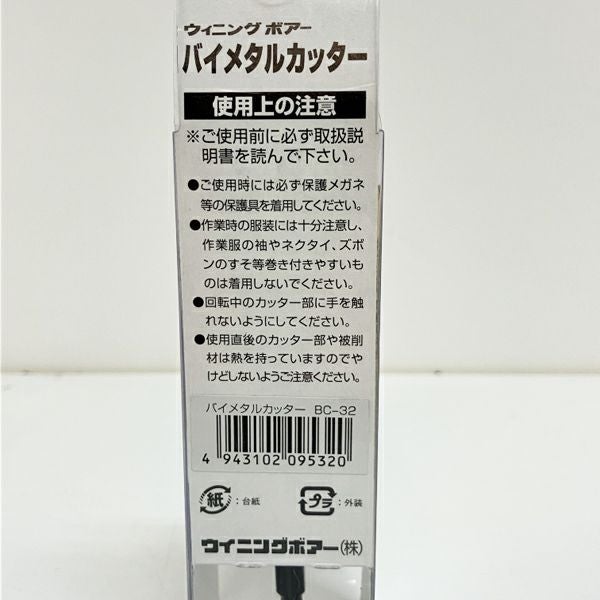 ウィニング ボアー
バイメタルカッター
使用上の注意
※ご使用前に必ず取扱説
明書を読んで下さい。
●ご使用時には必ず保護メガネ
等の保護具を着用してください。
●作業時の服装には十分注意し、
作業服の袖やネクタイ、ズボ
ンのすそ等巻き付きやすいも
のは着用しないでください。
●回転中のカッター部に手を触
れないようにしてください。
●使用直後のカッター部や被削
材は熱を持っていますのでや
けどしないようご注意ください。
バイメタルカッター BC-32
4 943102 095320
紙：台紙 プラ：外装
ウイニングボアー(株)